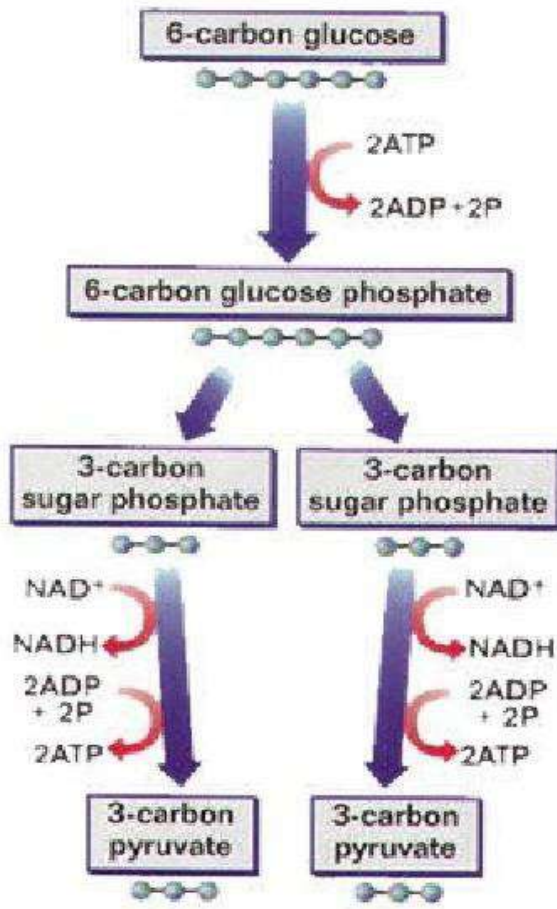 6-carbon glucose
2ATP
2ADP + 2P
6-carbon glucose phosphate
3-carbon
sugar phosphate
3-carbon
sugar phosphate
NAD+
NADH
2ADP
+ 2P
2ATP
NAD+
NADH
2ADP
+ 2P
2ATP
3-carbon
pyruvate
3-carbon
pyruvate